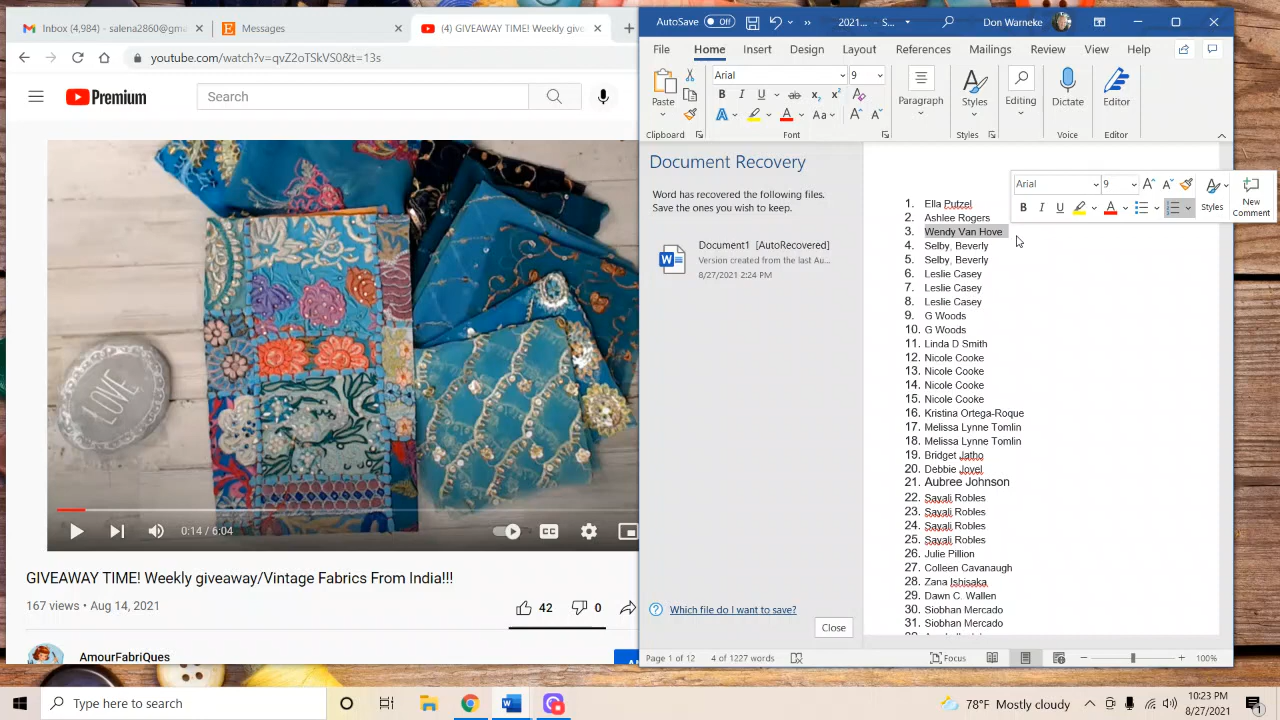 Inbox (4,984) - salena2860@gma
Messages
(4) GIVEAWAY TIME! Weekly give
youtube.com/watch?v=qvZ2oTSkVS0&t=13s
Premium
Search
0:14 / 6:04
CC
GIVEAWAY TIME! Weekly giveaway/Vintage Fabrics From India!!!
167 views • Aug 14, 2021
42
0
AmourFabriQues
AutoSave
Off
2021...
S...
Don Warneke
File
Home
Insert
Design
Layout
References
Mailings
Review
View
Help
Paste
Arial
9
Paragraph
Styles
Editing
Dictate
Editor
Clipboard
Font
Styles
Voice
Editor
Document Recovery
Word has recovered the following files.
Save the ones you wish to keep.
Document1 [AutoRecovered]
Version created from the last Au...
8/27/2021 2:24 PM
Which file do I want to save?
Close
Arial
9
Styles
New
Comment
1. Ella Cutzel
2. Ashlee Rogers
3. Wendy Van Hove
4. Selby, Beverly
5. Selby, Beverly
6. Leslie Casey
7. Leslie Casey
8. Leslie Casey
9. G Woods
10. G Woods
11. Linda D Smith
12. Nicole Cooke
13. Nicole Cooke
14. Nicole Cooke
15. Nicole Cooke
16. Kristina Ortega-Roque
17. Melissa Lynne Tomlin
18. Melissa Lynne Tomlin
19. Bridget
20. Debbie
21. Aubree Johnson
22. Sayali Robles
23. Sayali Robles
24. Sayali Robles
25. Sayali Robles
26. Julie Pilling
27. Colleen Cavanaugh
28. Zana Ishida
29. Dawn C. Wallen
30. Siobhan Mercado
31. Siobhan Mercado
Page 1 of 12
4 of 1227 words
Focus
100%
Type here to search
78°F Mostly cloudy
10:23 PM
8/27/2021